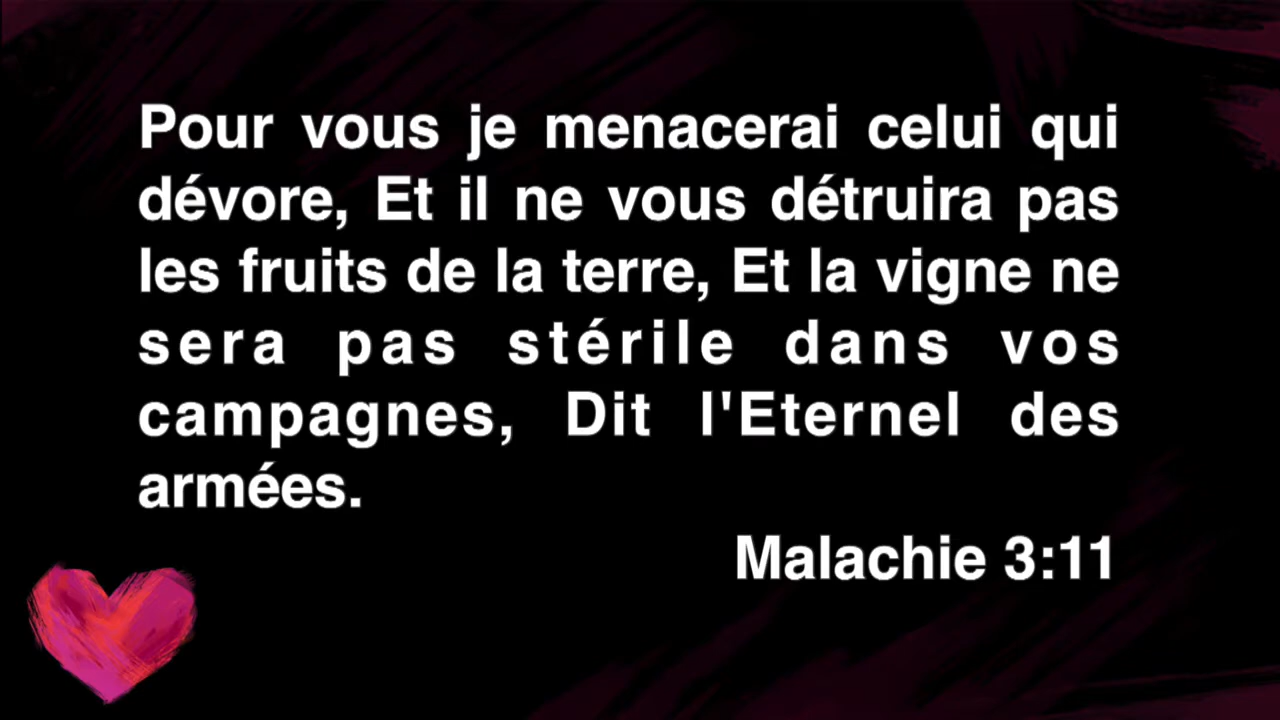 Pour vous je menacerai celui qui
dévore, Et il ne vous détruira pas
les fruits de la terre, Et la vigne ne
sera pas stérile dans vos
campagnes, Dit l'Eternel des
armées.
Malachie 3:11